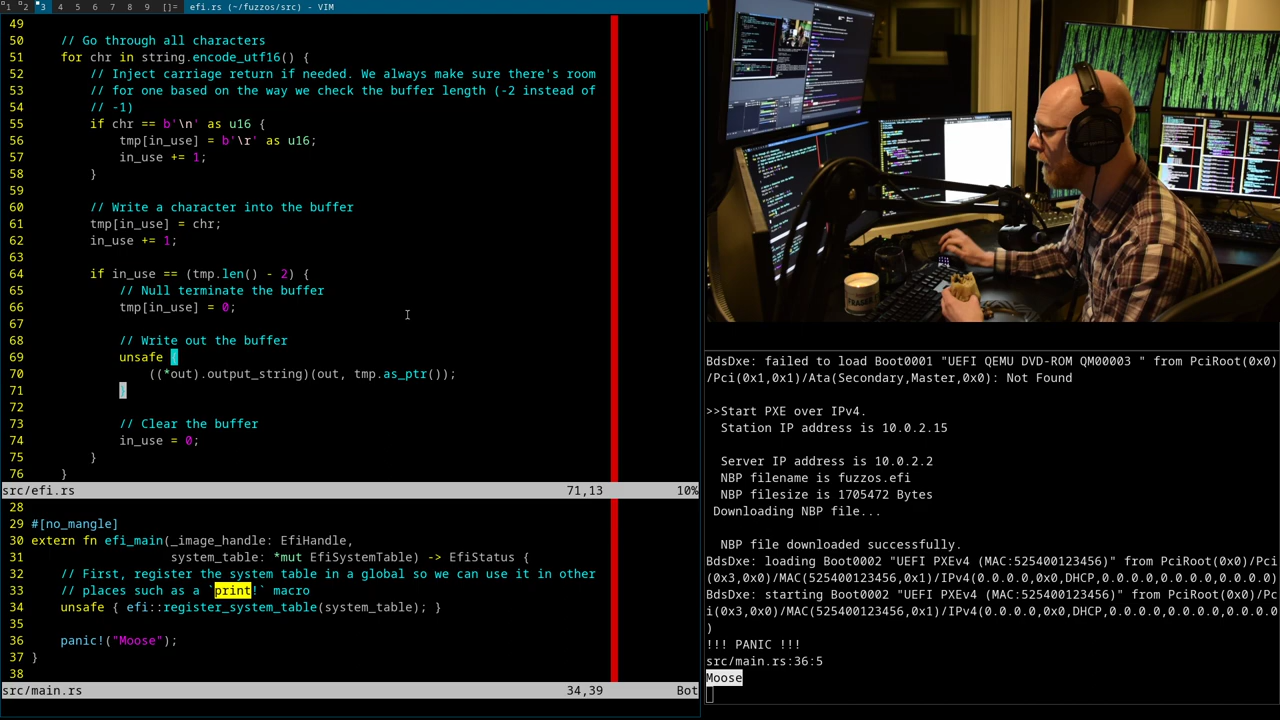 1 2 3 4 5 6 7 8 9 []= efi.rs (~/fuzzos/src) - VIM
49
50 // Go through all characters
51 for chr in string.encode_utf16() {
52 // Inject carriage return if needed. We always make sure there's room
53 // for one based on the way we check the buffer length (-2 instead of
54 // -1)
55 if chr == b'\n' as u16 {
56 tmp[in_use] = b'\r' as u16;
57 in_use += 1;
58 }
59
60 // Write a character into the buffer
61 tmp[in_use] = chr;
62 in_use += 1;
63
64 if in_use == (tmp.len() - 2) {
65 // Null terminate the buffer
66 tmp[in_use] = 0;
67
68 // Write out the buffer
69 unsafe {
70 ((*out).output_string)(out, tmp.as_ptr());
71 }
72
73 // Clear the buffer
74 in_use = 0;
75 }
76 }
src/efi.rs 71,13 10%
28
29 #[no_mangle]
30 extern fn efi_main(_image_handle: EfiHandle,
31 system_table: *mut EfiSystemTable) -> EfiStatus {
32 // First, register the system table in a global so we can use it in other
33 // places such as a `print!` macro
34 unsafe { efi::register_system_table(system_table); }
35
36 panic!("Moose");
37 }
38
src/main.rs 34,39 Bot
BdsDxe: failed to load Boot0001 "UEFI QEMU DVD-ROM QM00003 " from PciRoot(0x0)
/Pci(0x1,0x1)/Ata(Secondary,Master,0x0): Not Found
>>Start PXE over IPv4.
Station IP address is 10.0.2.15
Server IP address is 10.0.2.2
NBP filename is fuzzos.efi
NBP filesize is 1705472 Bytes
Downloading NBP file...
NBP file downloaded successfully.
BdsDxe: loading Boot0002 "UEFI PXEv4 (MAC:525400123456)" from PciRoot(0x0)/Pci
(0x3,0x0)/MAC(525400123456,0x1)/IPv4(0.0.0.0,0x0,DHCP,0.0.0.0,0.0.0.0,0.0.0.0)
BdsDxe: starting Boot0002 "UEFI PXEv4 (MAC:525400123456)" from PciRoot(0x0)/Pc
i(0x3,0x0)/MAC(525400123456,0x1)/IPv4(0.0.0.0,0x0,DHCP,0.0.0.0,0.0.0.0,0.0.0.0
)
!!! PANIC !!!
src/main.rs:36:5
Moose